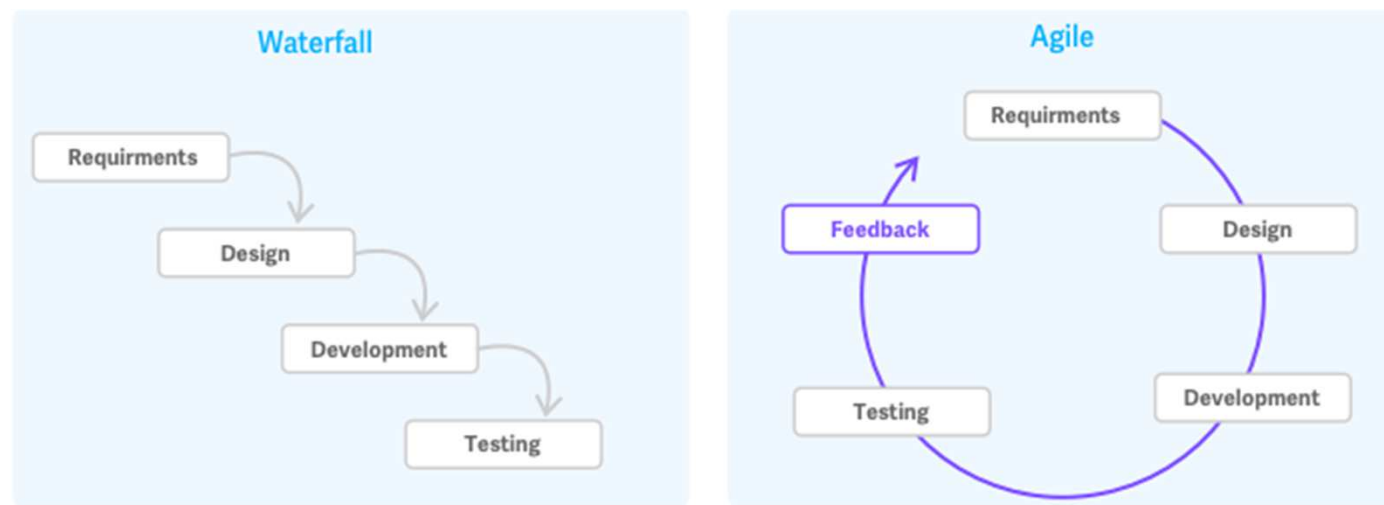 Waterfall
Requirments
Design
Development
Testing
Agile
Requirments
Design
Development
Testing
Feedback